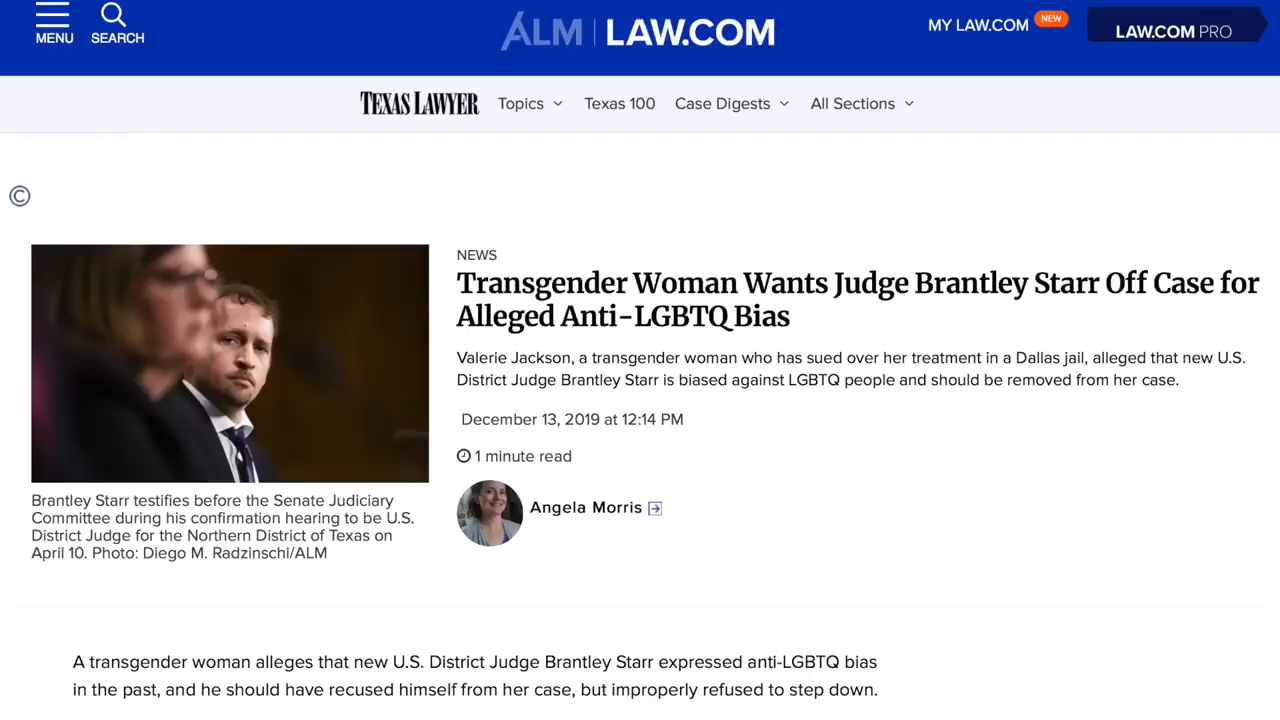 MENU
SEARCH
ALM | LAW.COM
MY LAW.COM NEW
LAW.COM PRO
TEXAS LAWYER
Topics
Texas 100
Case Digests
All Sections
©
NEWS
Transgender Woman Wants Judge Brantley Starr Off Case for
Alleged Anti-LGBTQ Bias
Valerie Jackson, a transgender woman who has sued over her treatment in a Dallas jail, alleged that new U.S.
District Judge Brantley Starr is biased against LGBTQ people and should be removed from her case.
December 13, 2019 at 12:14 PM
1 minute read
Angela Morris
Brantley Starr testifies before the Senate Judiciary
Committee during his confirmation hearing to be U.S.
District Judge for the Northern District of Texas on
April 10. Photo: Diego M. Radzinschi/ALM
A transgender woman alleges that new U.S. District Judge Brantley Starr expressed anti-LGBTQ bias
in the past, and he should have recused himself from her case, but improperly refused to step down.